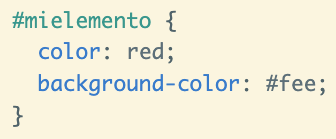 #mielemento {
  color: red;
  background-color: #fee;
}